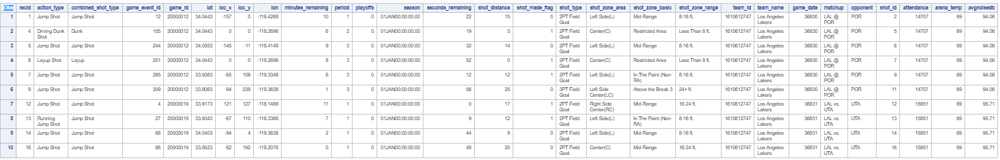 Obs recid action_type combined_shot_type game_event_id game_id lat loc_x loc_y lon minutes_remaining period playoffs season seconds_remaining shot_distance shot_made_flag shot_type shot_zone_area shot_zone_basic shot_zone_range team_id team_name game_date matchup opponent shot_id attendance arena_temp avgnoisedb
1 1 Jump Shot Jump Shot 12 20000012 34.0443 -157 0 -118.4268 10 1 0 01JAN00:00:00:00 22 15 0 2PT Field Left Side(L) Mid-Range 8-16 ft. 1610612747 Los Angeles 36830 LAL @ POR 2 14707 69 94.06
Goal Lakers POR
2 4 Driving Dunk Dunk 155 20000012 34.0443 0 0 -118.2698 6 2 0 01JAN00:00:00:00 19 0 1 2PT Field Center(C) Restricted Area Less Than 8 ft. 1610612747 Los Angeles 36830 LAL @ POR 5 14707 69 94.06
Shot Goal Lakers POR
3 5 Jump Shot Jump Shot 244 20000012 34.0553 -145 -11 -118.4148 9 3 0 01JAN00:00:00:00 32 14 0 2PT Field Left Side(L) Mid-Range 8-16 ft. 1610612747 Los Angeles 36830 LAL @ POR 6 14707 69 94.06
Goal Lakers POR
4 6 Layup Shot Layup 251 20000012 34.0443 0 0 -118.2698 8 3 0 01JAN00:00:00:00 52 0 1 2PT Field Center(C) Restricted Area Less Than 8 ft. 1610612747 Los Angeles 36830 LAL @ POR 7 14707 69 94.06
Goal Lakers POR
5 7 Jump Shot Jump Shot 265 20000012 33.9363 -65 108 -118.3348 6 3 0 01JAN00:00:00:00 12 12 1 2PT Field Left Side(L) In The Paint (Non- 8-16 ft. 1610612747 Los Angeles 36830 LAL @ POR 9 14707 69 94.06
Goal RA) Lakers POR
6 9 Jump Shot Jump Shot 309 20000012 33.8063 -94 238 -118.3638 1 3 0 01JAN00:00:00:00 56 25 0 3PT Field Left Side Above the Break 3 24+ ft. 1610612747 Los Angeles 36830 LAL @ POR 11 14707 69 94.06
Goal Center(LC) Lakers POR
7 12 Jump Shot Jump Shot 4 20000019 33.9173 121 127 -118.1488 11 1 0 01JAN00:00:00:00 0 17 1 2PT Field Right Side Mid-Range 16-24 ft. 1610612747 Los Angeles 36831 LAL vs. UTA 12 15851 69 95.71
Goal Center(RC) Lakers UTA
8 13 Running Jump Shot 27 20000019 33.9343 -67 110 -118.3368 7 1 0 01JAN00:00:00:00 9 12 1 2PT Field Left Side(L) In The Paint (Non- 8-16 ft. 1610612747 Los Angeles 36831 LAL vs. UTA 13 15851 69 95.71
Jump Shot Goal RA) Lakers UTA
9 14 Jump Shot Jump Shot 66 20000019 34.0403 -94 4 -118.3638 2 1 0 01JAN00:00:00:00 44 9 0 2PT Field Left Side(L) Mid-Range 8-16 ft. 1610612747 Los Angeles 36831 LAL vs. UTA 14 15851 69 95.71
Goal Lakers UTA
10 16 Jump Shot Jump Shot 86 20000019 33.8523 62 192 -118.2078 0 1 0 01JAN00:00:00:00 48 20 0 2PT Field Center(C) Mid-Range 16-24 ft. 1610612747 Los Angeles 36831 LAL vs. UTA 16 15851 69 95.71
Goal Lakers UTA